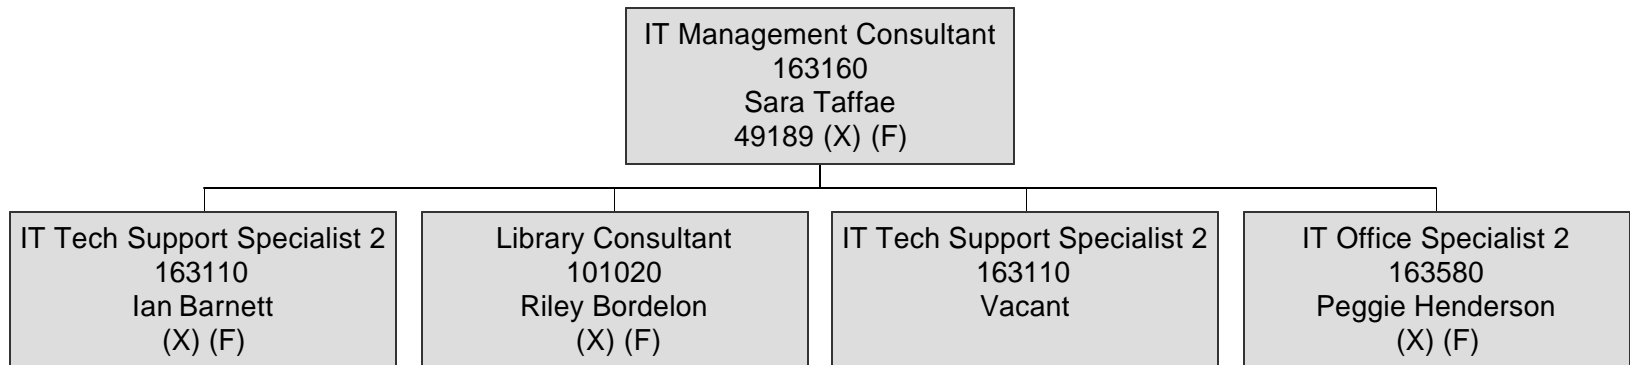 IT Management Consultant
163160
Sara Taffae
49189 (X) (F)
IT Tech Support Specialist 2
163110
Ian Barnett
(X) (F)
Library Consultant
101020
Riley Bordelon
(X) (F)
IT Tech Support Specialist 2
163110
Vacant
IT Office Specialist 2
163580
Peggie Henderson
(X) (F)